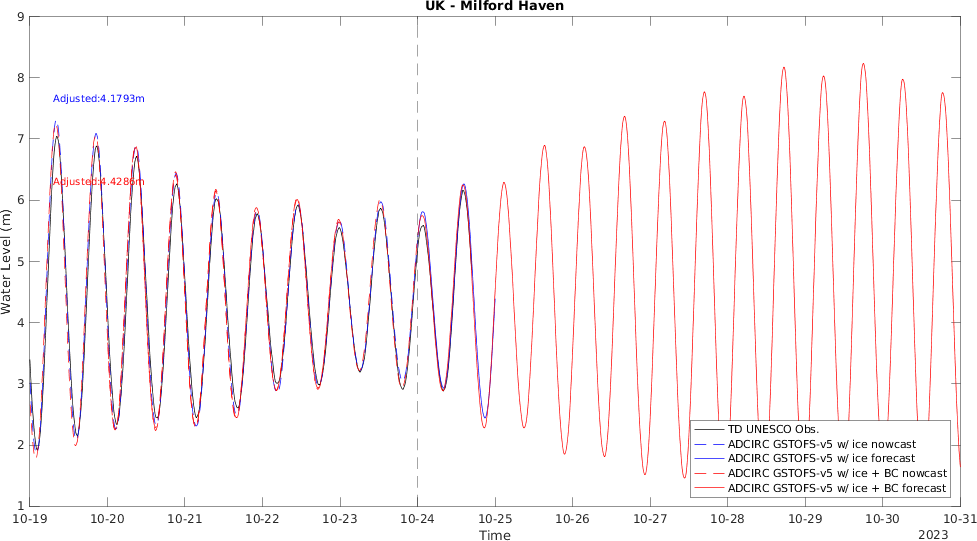 UK - Milford Haven
9
8
7
6
5
4
3
2
1
Water Level (m)
Adjusted:4.1793m
Adjusted:4.4286m
TD UNESCO Obs.
ADCIRC GSTOFS-v5 w/ ice nowcast
ADCIRC GSTOFS-v5 w/ ice forecast
ADCIRC GSTOFS-v5 w/ ice + BC nowcast
ADCIRC GSTOFS-v5 w/ ice + BC forecast
10-19 10-20 10-21 10-22 10-23 10-24 10-25 10-26 10-27 10-28 10-29 10-30 10-31
Time
2023